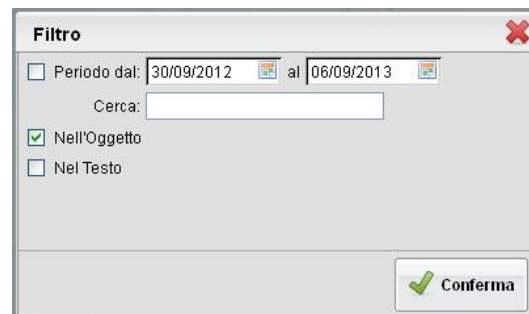 Filtro
Periodo dal: 30/09/2012 al 06/09/2013
Cerca:
Nell'Oggetto
Nel Testo
Conferma